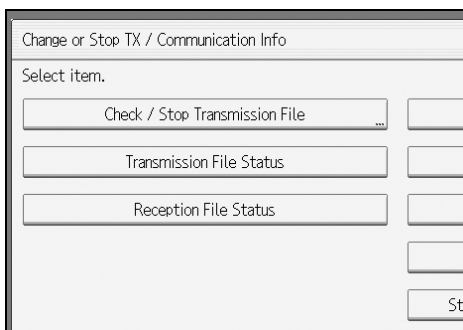 Change or Stop TX / Communication Info
Select item.
Check / Stop Transmission File
...
Transmission File Status
Reception File Status